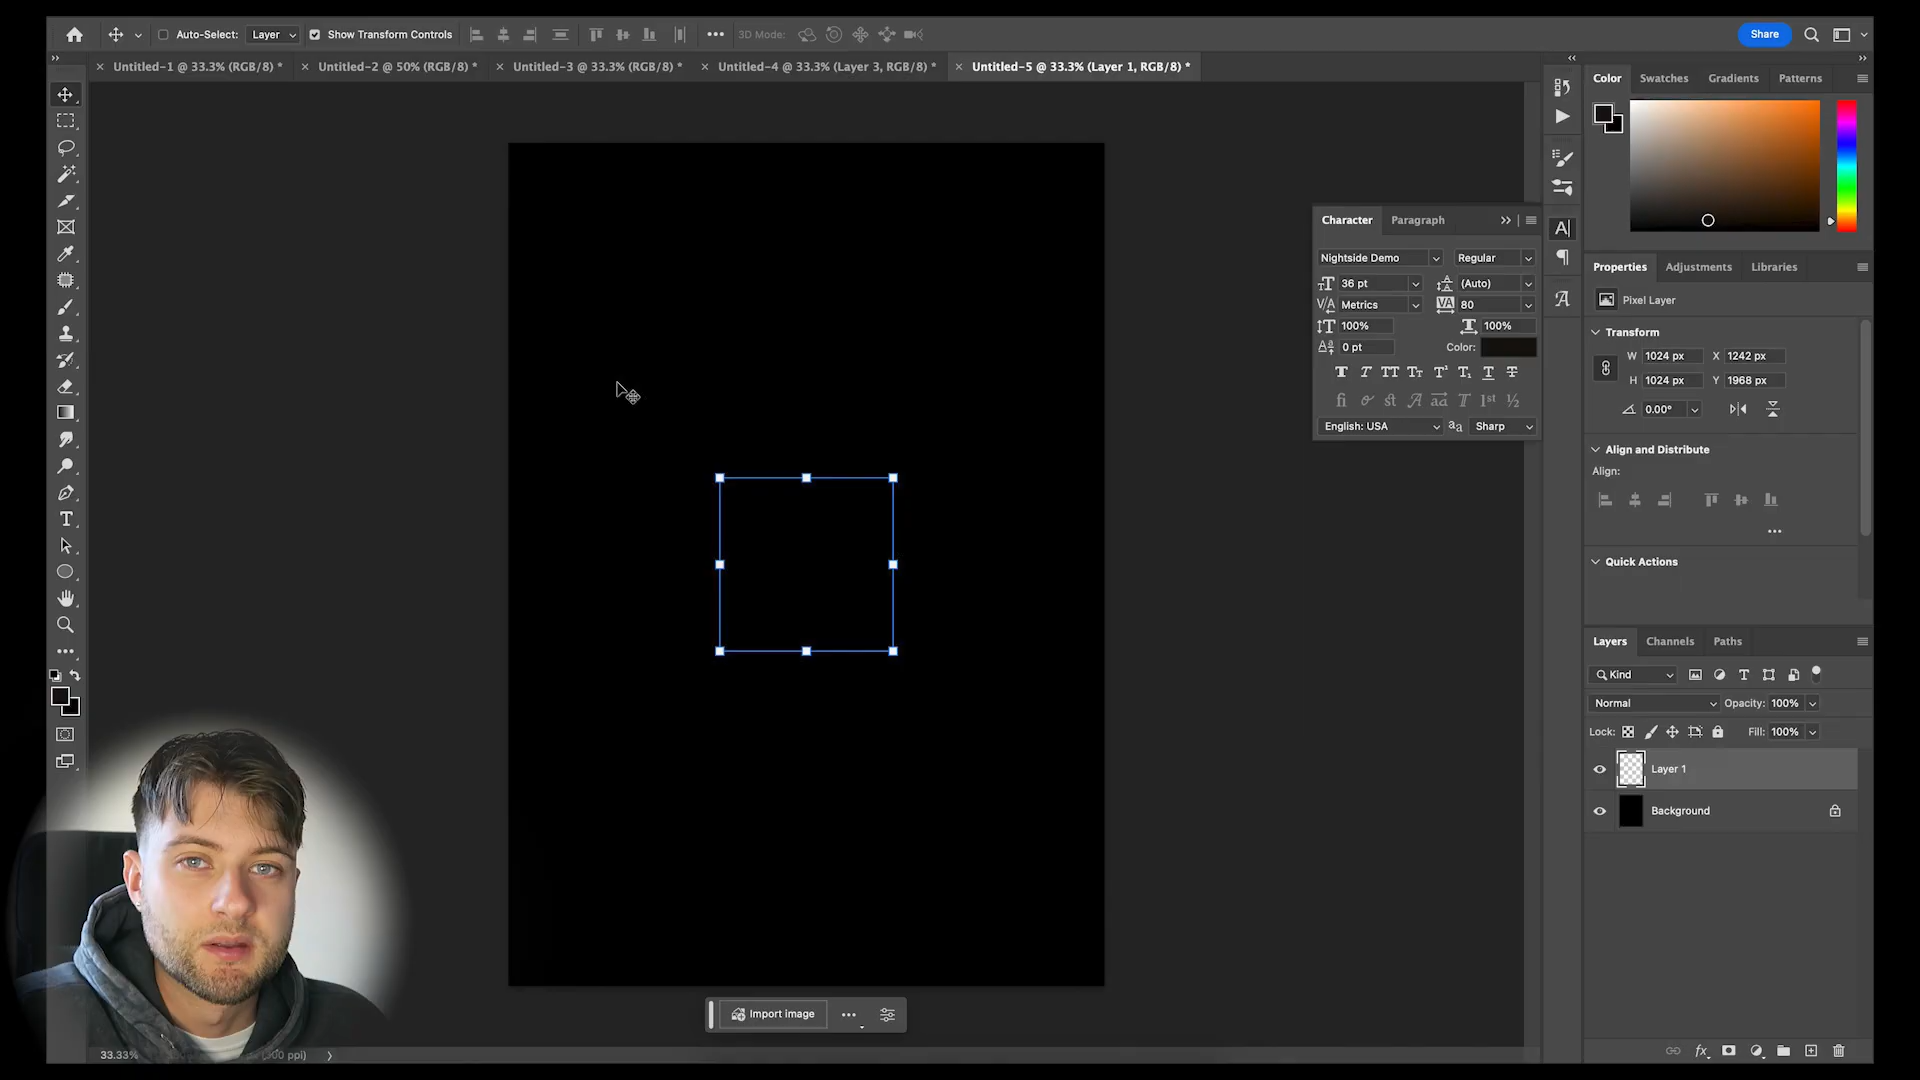 Auto-Select: Layer Show Transform Controls 3D Mode: Share
Untitled-1 @ 33.3% (RGB/8) * Untitled-2 @ 50% (RGB/8) * Untitled-3 @ 33.3% (RGB/8) * Untitled-4 @ 33.3% (Layer 3, RGB/8) * Untitled-5 @ 33.3% (Layer 1, RGB/8) *
Color Swatches Gradients Patterns
Character Paragraph
Nightside Demo Regular
36 pt (Auto)
Metrics 80
100% 100%
0 pt Color:
English: USA Sharp
Properties Adjustments Libraries
Pixel Layer
Transform
W 1024 px X 1242 px
H 1024 px Y 1968 px
0.00°
Align and Distribute
Align:
Quick Actions
Layers Channels Paths
Kind
Normal Opacity: 100%
Lock: Fill: 100%
Layer 1
Background
Import image
33.33% ppi)